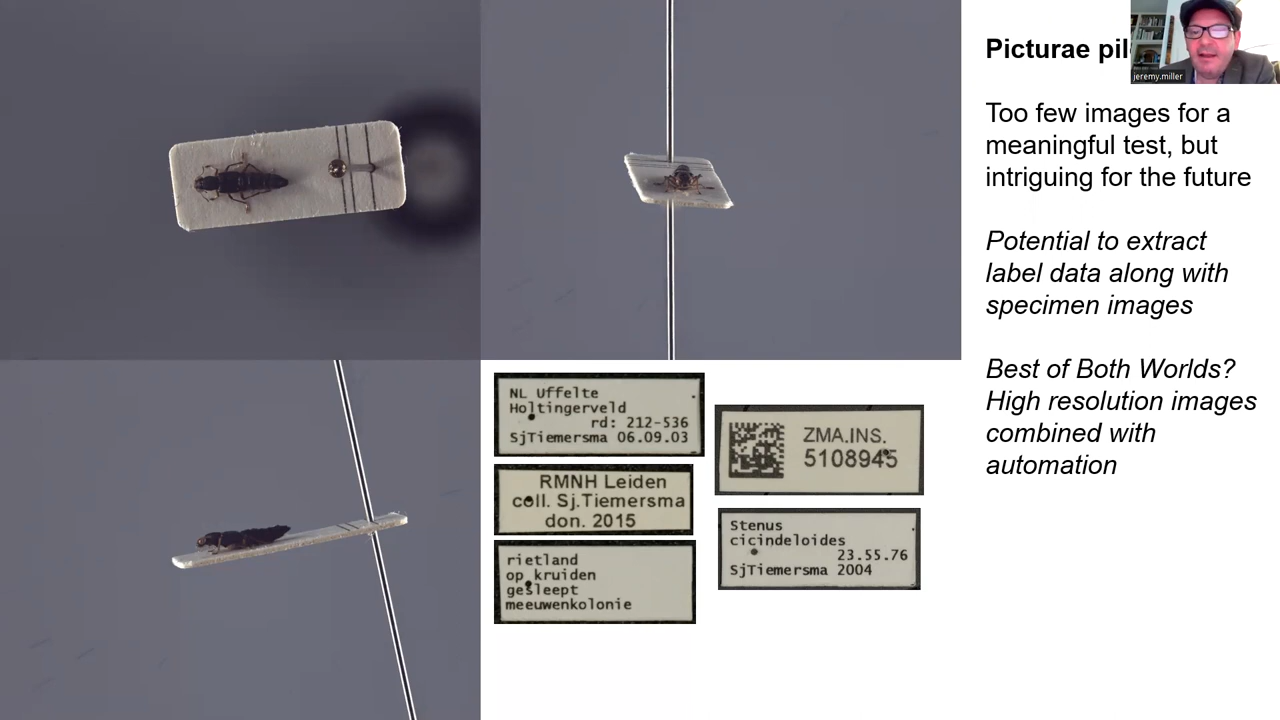 Picturae
jeremy.miller
Too few images for a
meaningful test, but
intriguing for the future
Potential to extract
label data along with
specimen images
Best of Both Worlds?
High resolution images
combined with
automation
NL Uffelte
Holtingerveld
rd: 212-536
SjTiemersma 06.09.03
RMNH Leiden
coll. Sj.Tiemersma
don. 2015
rietland
op kruiden
gesleept
meeuwenkolonie
ZMA.INS.
5108945
Stenus
cicindeloides
23.55.76
SjTiemersma 2004